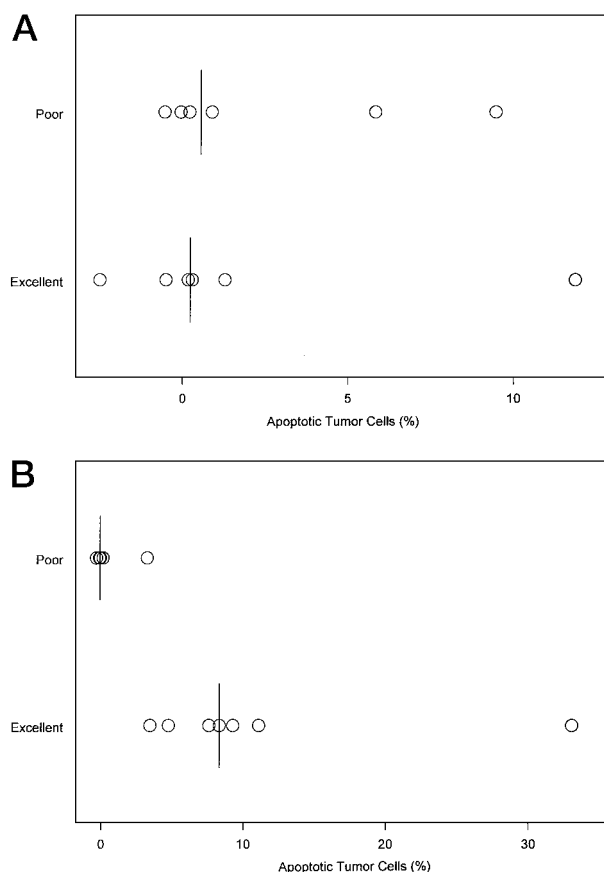 A
Poor
Excellent
0 5 10
Apoptotic Tumor Cells (%)
B
Poor
Excellent
0 10 20 30
Apoptotic Tumor Cells (%)